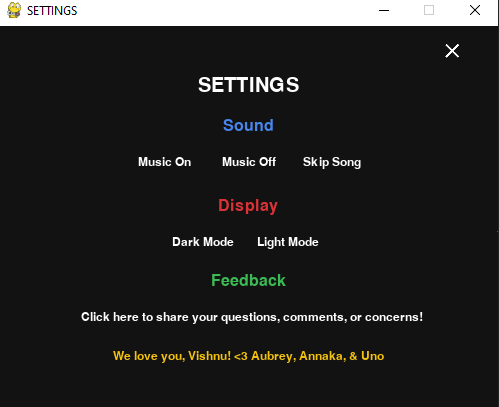 SETTINGS
SETTINGS
Sound
Music On Music Off Skip Song
Display
Dark Mode Light Mode
Feedback
Click here to share your questions, comments, or concerns!
We love you, Vishnu! <3 Aubrey, Annaka, & Uno